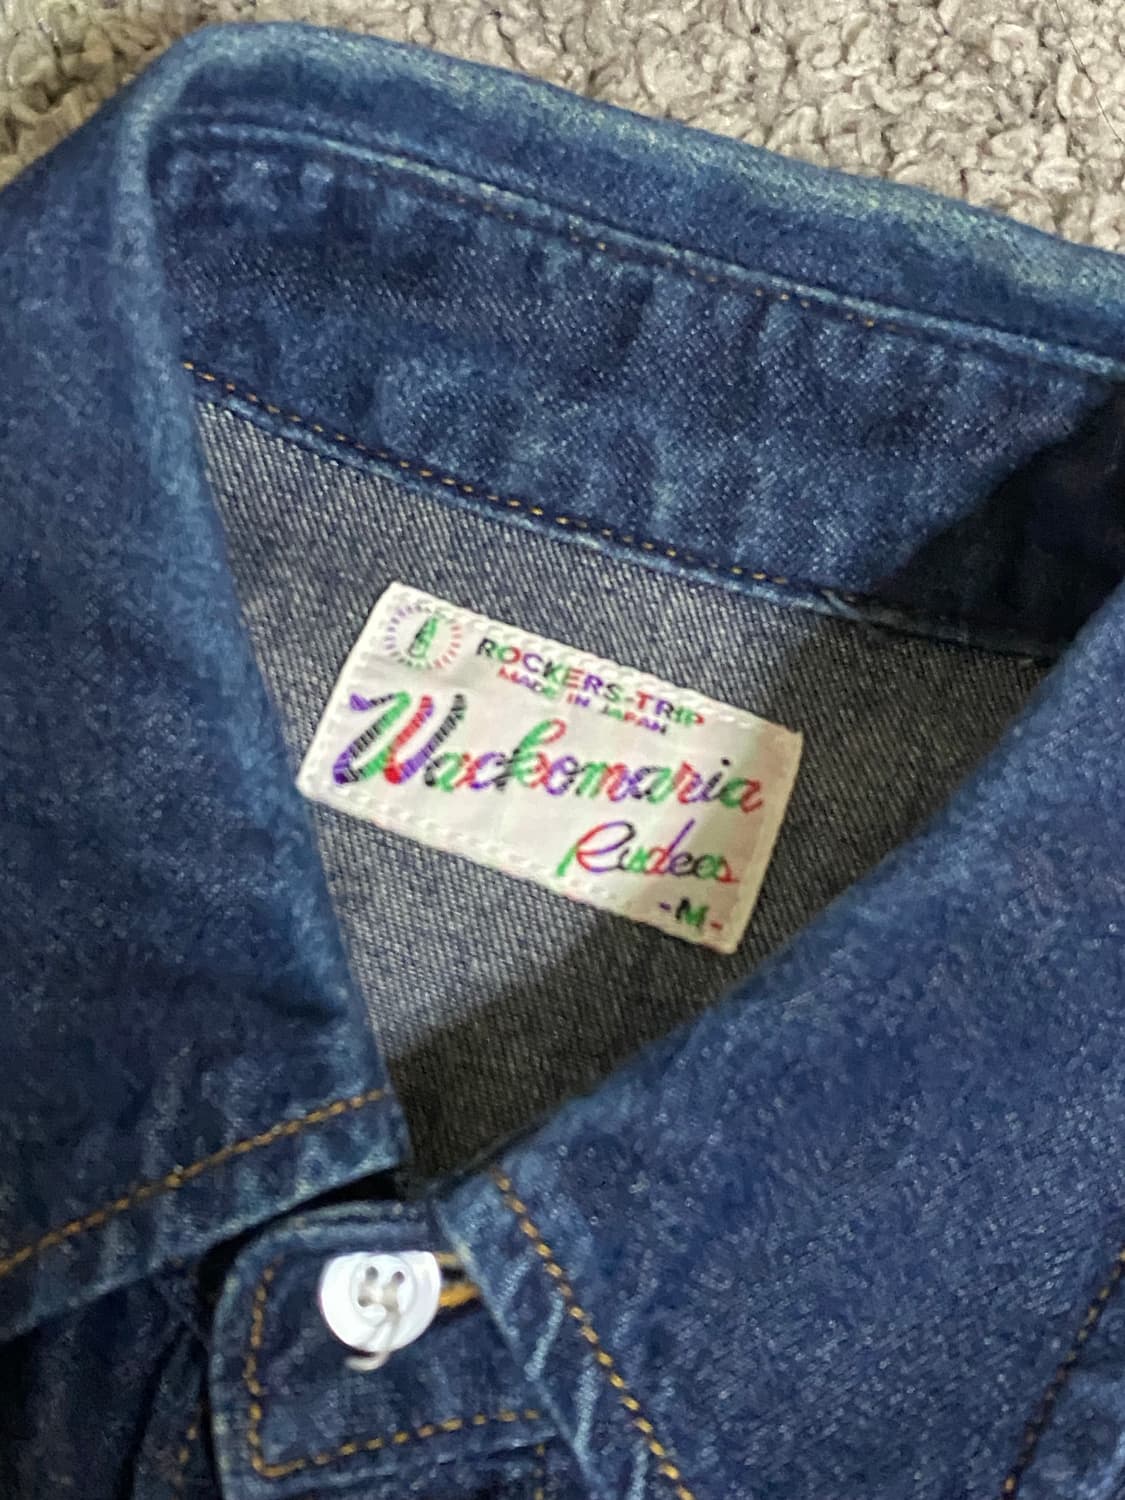 ROCKERS-TRIP
MADE IN JAPAN
Wackomaria
Rudees
-M-